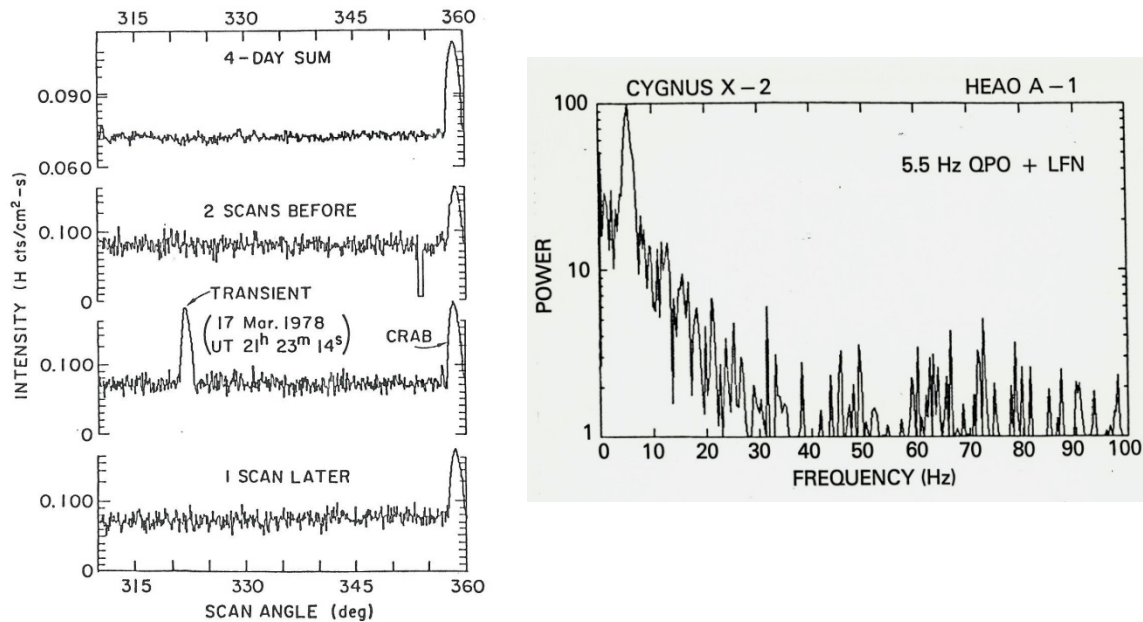 315 330 345 360
4-DAY SUM
0.090
0.060
2 SCANS BEFORE
0.100
0
TRANSIENT
(17 Mar. 1978
UT 21h 23m 14s)
CRAB
0.100
0
1 SCAN LATER
0.100
0
315 330 345 360
SCAN ANGLE (deg)
INTENSITY (H cts/cm²-s)
CYGNUS X-2 HEAO A-1
100
5.5 Hz QPO + LFN
10
1
POWER
0 10 20 30 40 50 60 70 80 90 100
FREQUENCY (Hz)